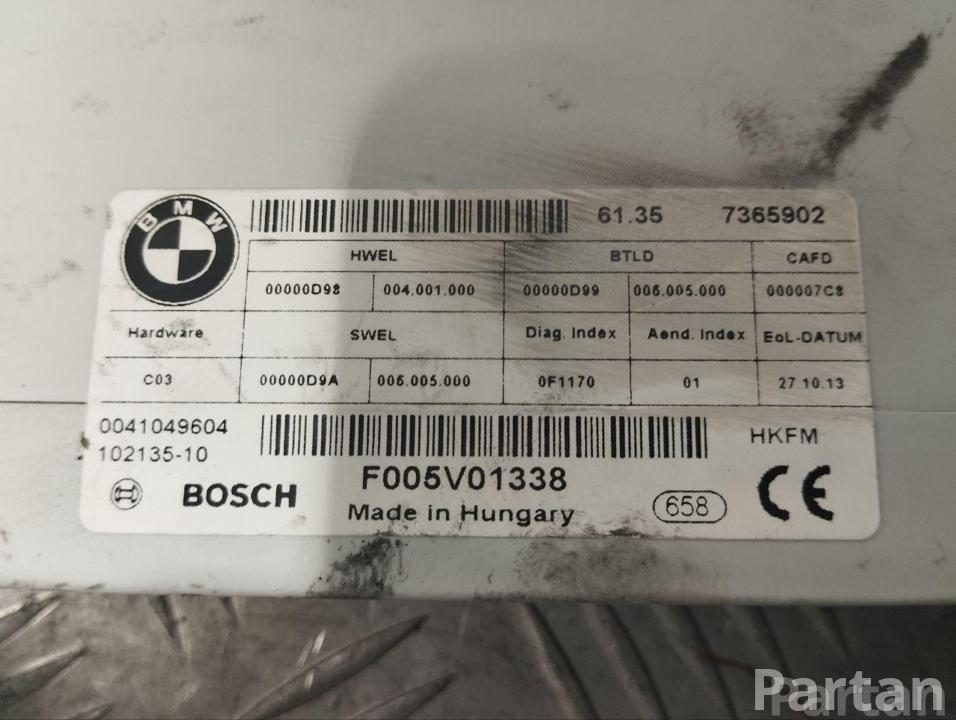 BMW
61.35 7365902
HWEL BTLD CAFD
00000D98 004.001.000 00000D99 006.005.000 000007C8
Hardware SWEL Diag. Index Aend. Index EoL-DATUM
C03 00000D9A 006.005.000 0F1170 01 27.10.13
0041049604
HKFM
102135-10
F005V01338
BOSCH
Made in Hungary
658
CE
Partan